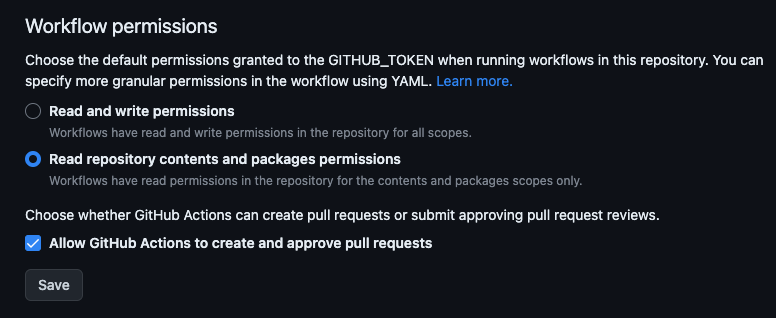 Workflow permissions
Choose the default permissions granted to the GITHUB_TOKEN when running workflows in this repository. You can
specify more granular permissions in the workflow using YAML. Learn more.
Read and write permissions
Workflows have read and write permissions in the repository for all scopes.
Read repository contents and packages permissions
Workflows have read permissions in the repository for the contents and packages scopes only.
Choose whether GitHub Actions can create pull requests or submit approving pull request reviews.
Allow GitHub Actions to create and approve pull requests
Save